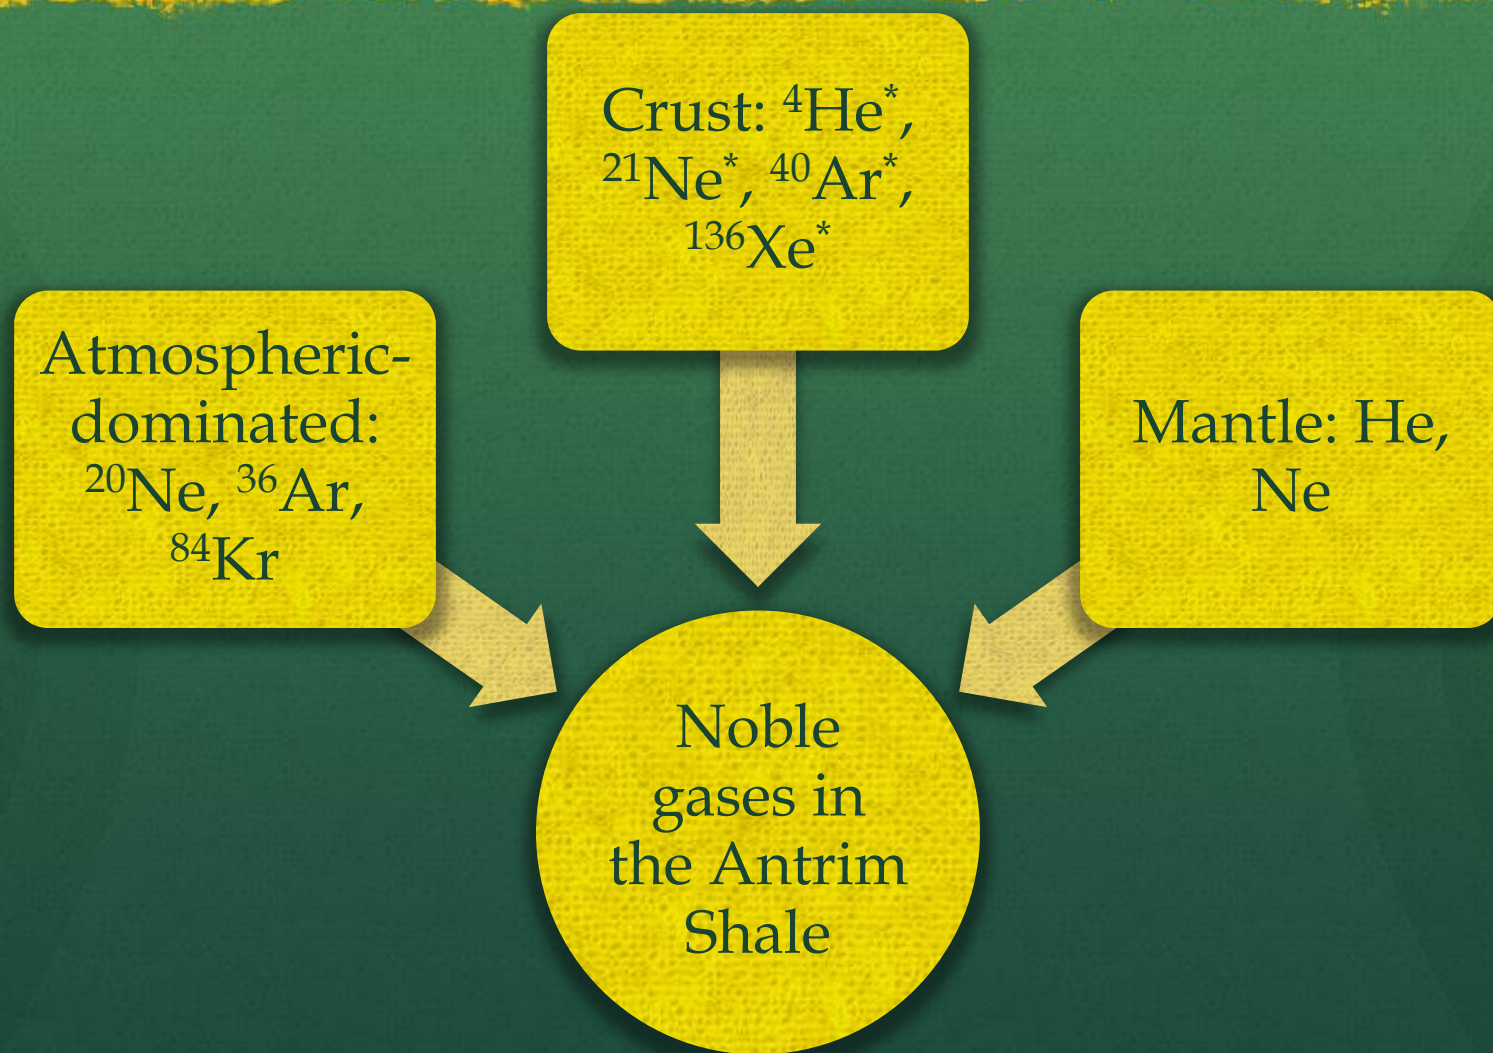 Crust: ⁴He*,
²¹Ne*, ⁴⁰Ar*,
¹³⁶Xe*
Atmospheric-
dominated:
²⁰Ne, ³⁶Ar,
⁸⁴Kr
Mantle: He,
Ne
Noble
gases in
the Antrim
Shale